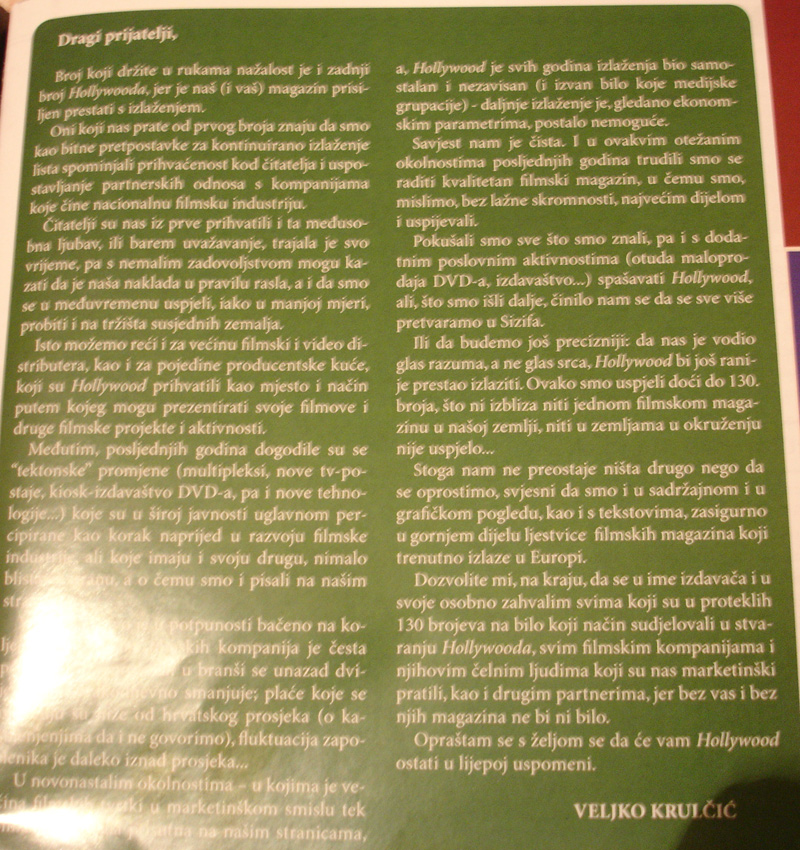 Dragi prijatelji,
Broj koji držite u rukama nažalost je i zadnji
broj Hollywooda, jer je naš (i vaš) magazin prisi-
ljen prestati s izlaženjem.
Oni koji nas prate od prvog broja znaju da smo
kao bitne pretpostavke za kontinuirano izlaženje
lista spominjali prihvaćenost kod čitatelja i uspo-
stavljanje partnerskih odnosa s kompanijama
koje čine nacionalnu filmsku industriju.
Čitatelji su nas iz prve prihvatili i ta međuso-
bna ljubav, ili barem uvažavanje, trajala je svo
vrijeme, pa s nemalim zadovoljstvom mogu ka-
zati da je naša naklada u pravilu rasla, a i da smo
se u međuvremenu uspjeli, iako u manjoj mjeri,
probiti i na tržišta susjednih zemalja.
Isto možemo reći i za većinu filmski i video di-
stributera, kao i za pojedine producentske kuće,
koji su Hollywood prihvatili kao mjesto i način
putem kojeg mogu prezentirati svoje filmove i
druge filmske projekte i aktivnosti.
Međutim, posljednjih godina dogodile su se
"tektonske" promjene (multipleksi, nove tv-po-
staje, kiosk-izdavaštvo DVD-a, pa i nove tehno-
logije...) koje su u široj javnosti uglavnom per-
cipirane kao korak naprijed u razvoju filmske
industrije, ali koje imaju i svoju drugu, nimalo
a o čemu smo i pisali na našim
potpunosti bačeno na ko-
kompanija je česta
u branši se unazad dvi-
smanjuje; plaće koje se
od hrvatskog prosjeka (o ka-
da i ne govorimo), fluktuacija zapo-
slenika je daleko iznad prosjeka...
U novonastalim okolnostima – u kojima je ve-
u marketinškom smislu tek
na našim stranicama,
a, Hollywood je svih godina izlaženja bio samo-
stalan i nezavisan (i izvan bilo koje medijske
grupacije) - daljnje izlaženje je, gledano ekonom-
skim parametrima, postalo nemoguće.
Savjest nam je čista. I u ovakvim otežanim
okolnostima posljednjih godina trudili smo se
raditi kvalitetan filmski magazin, u čemu smo,
mislimo, bez lažne skromnosti, najvećim dijelom
i uspijevali.
Pokušali smo sve što smo znali, pa i s doda-
tnim poslovnim aktivnostima (otuda malopro-
daja DVD-a, izdavaštvo...) spašavati Hollywood,
ali, što smo išli dalje, činilo nam se da se sve više
pretvaramo u Sizifa.
Ili da budemo još precizniji: da nas je vodio
glas razuma, a ne glas srca, Hollywood bi još rani-
je prestao izlaziti. Ovako smo uspjeli doći do 130.
broja, što ni izbliza niti jednom filmskom maga-
zinu u našoj zemlji, niti u zemljama u okruženju
nije uspjelo...
Stoga nam ne preostaje ništa drugo nego da
se oprostimo, svjesni da smo i u sadržajnom i u
grafičkom pogledu, kao i s tekstovima, zasigurno
u gornjem dijelu ljestvice filmskih magazina koji
trenutno izlaze u Europi.
Dozvolite mi, na kraju, da se u ime izdavača i u
svoje osobno zahvalim svima koji su u proteklih
130 brojeva na bilo koji način sudjelovali u stva-
ranju Hollywooda, svim filmskim kompanijama i
njihovim čelnim ljudima koji su nas marketinški
pratili, kao i drugim partnerima, jer bez vas i bez
njih magazina ne bi ni bilo.
Opraštam se s željom se da će vam Hollywood
ostati u lijepoj uspomeni.
VELJKO KRULČIĆ